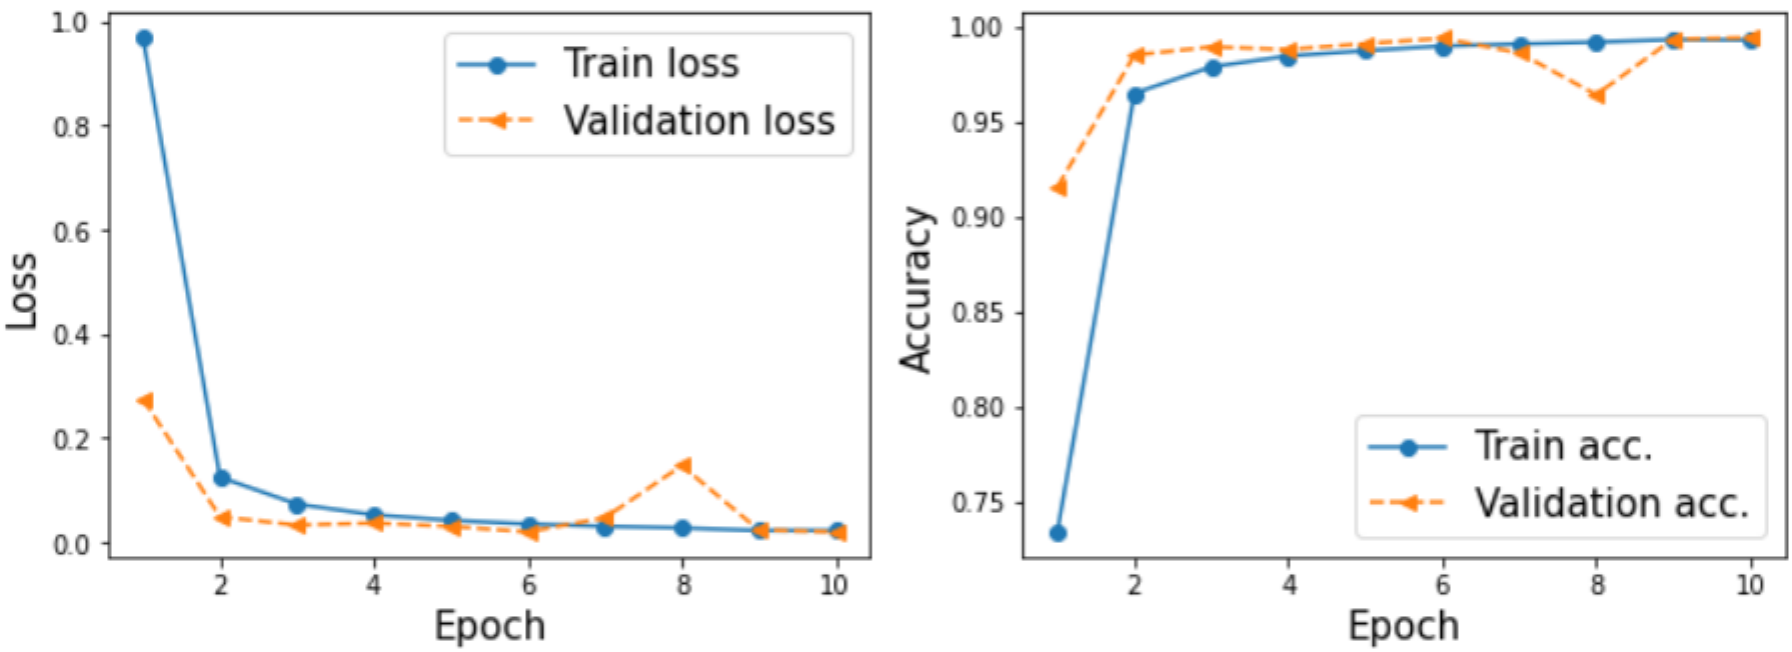 1.0
0.8
0.6
0.4
0.2
0.0
Loss
Train loss
Validation loss
2 4 6 8 10
Epoch
1.00
0.95
0.90
0.85
0.80
0.75
Accuracy
Train acc.
Validation acc.
2 4 6 8 10
Epoch